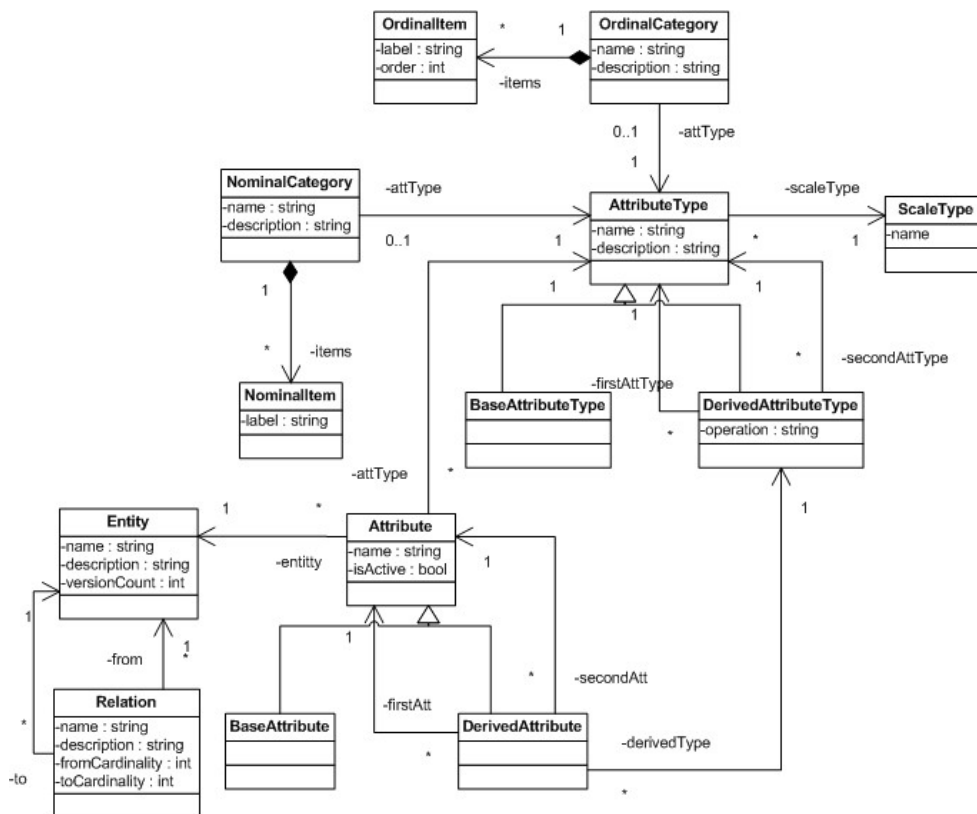 OrdinalItem
-label : string
-order : int
*
1
-items
OrdinalCategory
-name : string
-description : string
0..1
-attType
1
NominalCategory
-name : string
-description : string
-attType
0..1
1
AttributeType
-name : string
-description : string
-scaleType
*
1
ScaleType
-name
1
*
-items
NominalItem
-label : string
1
1
1
-firstAttType
*
-secondAttType
BaseAttributeType
DerivedAttributeType
-operation : string
*
-attType
*
1
Entity
-name : string
-description : string
-versionCount : int
1
*
-entitty
Attribute
-name : string
-isActive : bool
1
1
1
*
-from
1
-firstAtt
*
-secondAtt
*
-to
Relation
-name : string
-description : string
-fromCardinality : int
-toCardinality : int
BaseAttribute
DerivedAttribute
*
-derivedType
*